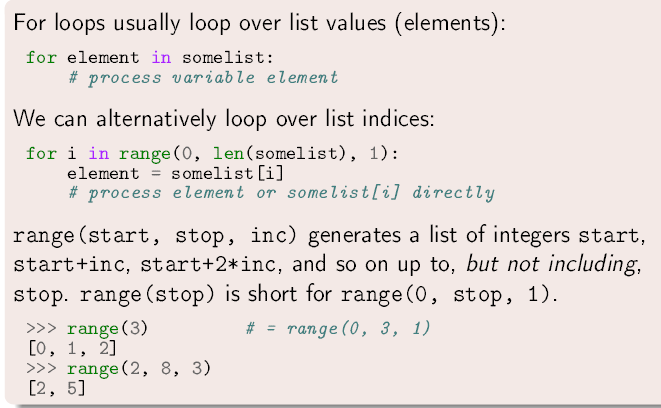 For loops usually loop over list values (elements):
for element in somelist:
    # process variable element
We can alternatively loop over list indices:
for i in range(0, len(somelist), 1):
    element = somelist[i]
    # process element or somelist[i] directly
range(start, stop, inc) generates a list of integers start,
start+inc, start+2*inc, and so on up to, but not including,
stop. range(stop) is short for range(0, stop, 1).
>>> range(3)         # = range(0, 3, 1)
[0, 1, 2]
>>> range(2, 8, 3)
[2, 5]